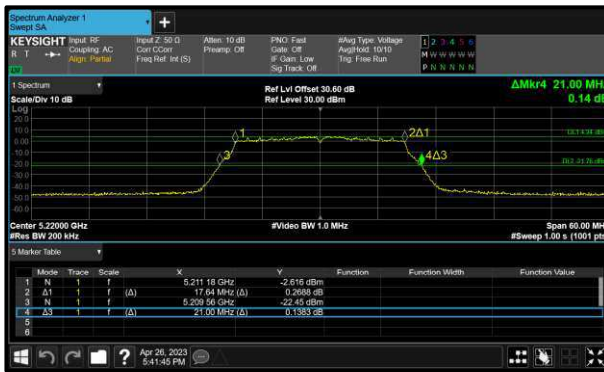 Spectrum Analyzer 1
Swept SA
KEYSIGHT
R T
Input: RF
Coupling: AC
Align: Partial
Input Z: 50 Ω
Corr CCorr
Freq Ref: Int (S)
Atten: 10 dB
Preamp: Off
PNO: Fast
Gate: Off
IF Gain: Low
Sig Track: Off
#Avg Type: Voltage
Avg|Hold: 10/10
Trig: Free Run
1 2 3 4 5 6
M W W W W W
P N N N N N
1 Spectrum
Scale/Div 10 dB
Ref Lvl Offset 30.60 dB
Ref Level 30.00 dBm
ΔMkr4 21.00 MHz
0.14 dB
Log
20.0
10.0
0.00
-10.0
-20.0
-30.0
-40.0
-50.0
-60.0
1
2Δ1
3
4Δ3
Center 5.22000 GHz
#Res BW 200 kHz
#Video BW 1.0 MHz
Span 60.00 MHz
#Sweep 1.00 s (1001 pts)
5 Marker Table
Mode Trace Scale X Y Function Function Width Function Value
1 N 1 f 5.211 18 GHz -2.616 dBm
2 Δ1 1 f (Δ) 17.64 MHz (Δ) 0.2688 dB
3 N 1 f 5.209 56 GHz -22.45 dBm
4 Δ3 1 f (Δ) 21.00 MHz (Δ) 0.1383 dB
5
6
?
Apr 26, 2023
5:41:45 PM